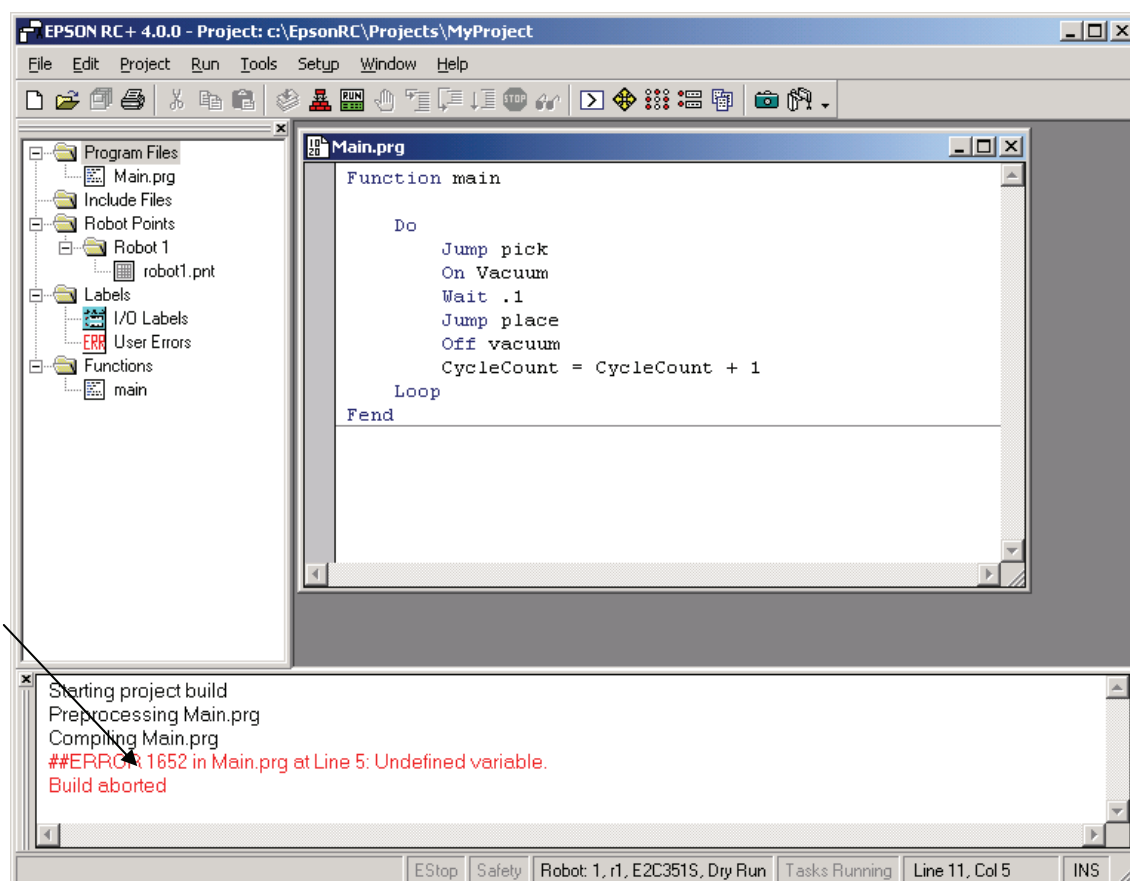 EPSON RC+ 4.0.0 - Project: c:\EpsonRC\Projects\MyProject
File Edit Project Run Tools Setup Window Help
RUN STOP
Program Files
Main.prg
Include Files
Robot Points
Robot 1
robot1.pnt
Labels
I/O Labels
ERR User Errors
Functions
main
Main.prg
Function main
Do
Jump pick
On Vacuum
Wait .1
Jump place
Off vacuum
CycleCount = CycleCount + 1
Loop
Fend
Starting project build
Preprocessing Main.prg
Compiling Main.prg
##ERROR 1652 in Main.prg at Line 5: Undefined variable.
Build aborted
EStop Safety Robot: 1, r1, E2C351S, Dry Run Tasks Running Line 11, Col 5 INS